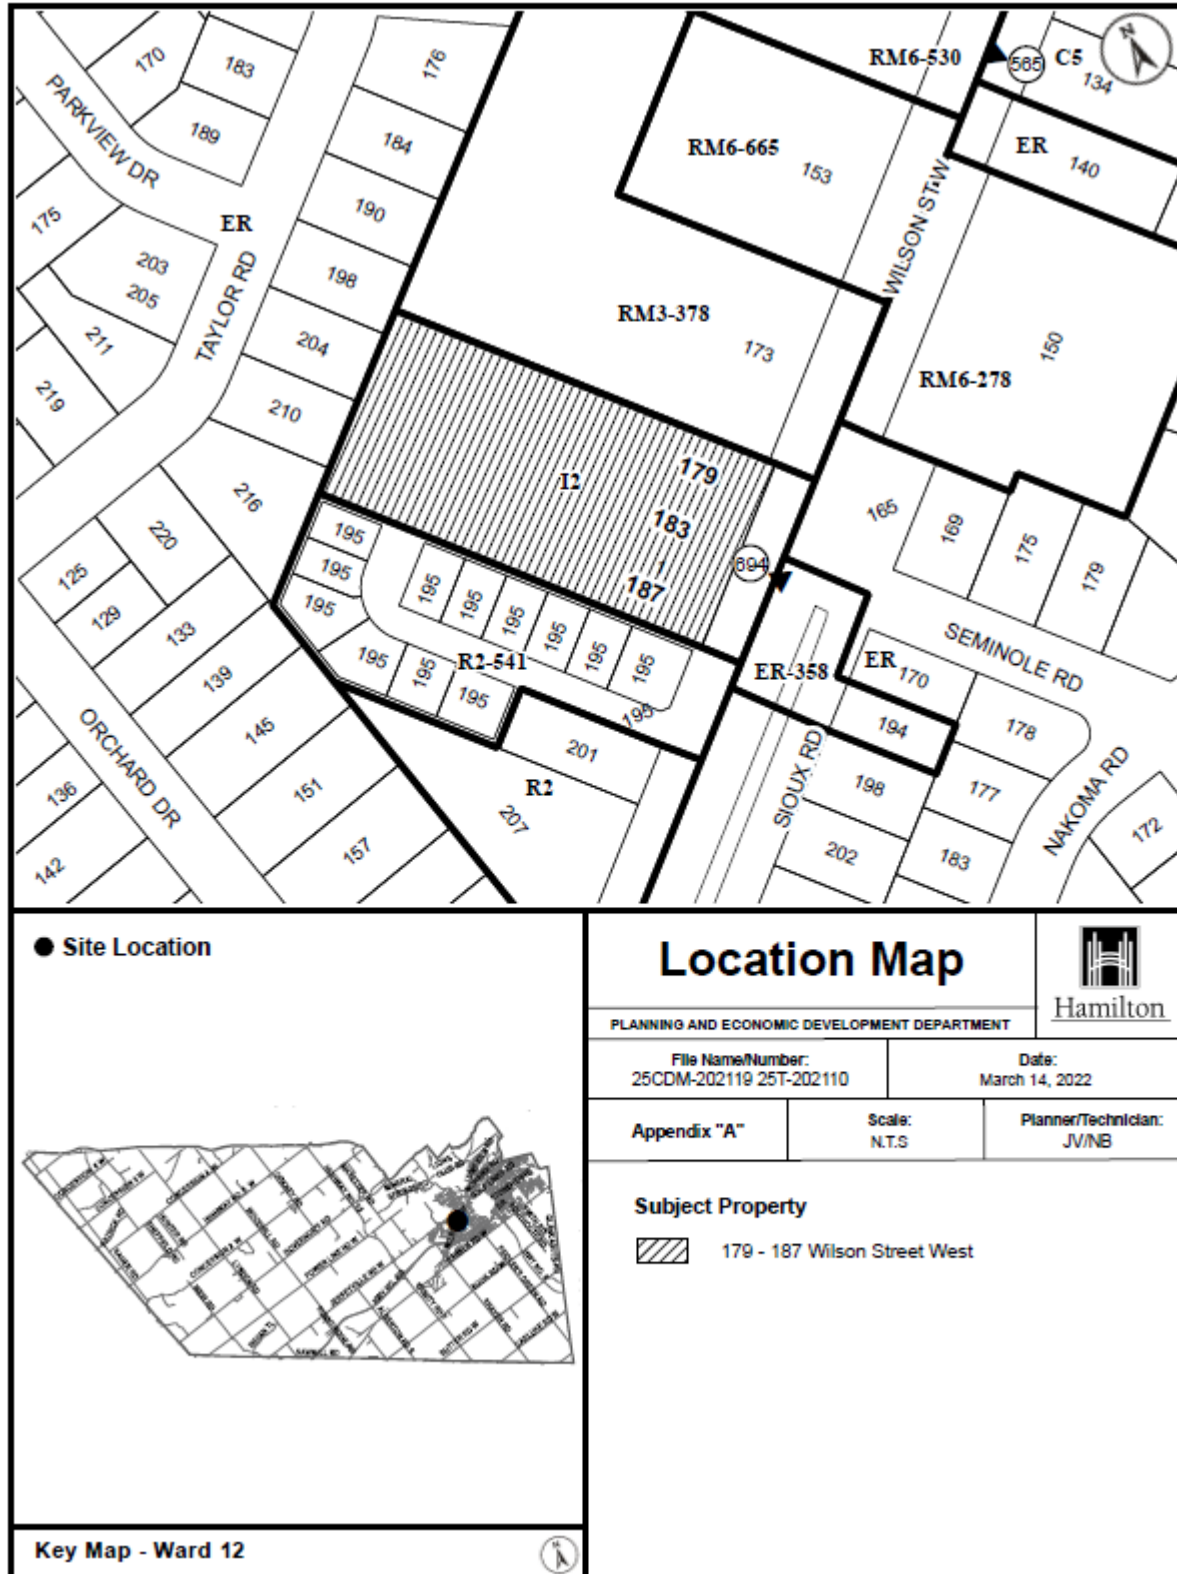 170
183
176
RM6-530
565
C5
134
N
PARKVIEW DR
189
184
RM6-665
153
ER
140
175
ER
190
WILSON ST W
203
205
198
TAYLOR RD
RM3-378
211
204
173
150
219
210
RM6-278
179
I2
216
183
165
169
175
179
220
195
125
195
1
694
187
129
195
195
195
195
195
195
195
133
SEMINOLE RD
195
195
R2-541
ER-358
ER
170
139
195
195
194
178
ORCHARD DR
145
201
SIOUX RD
NAKOMA RD
136
151
R2
198
177
207
172
142
157
202
183
Site Location
Location Map
Hamilton
PLANNING AND ECONOMIC DEVELOPMENT DEPARTMENT
File Name/Number:
25CDM-202119 25T-202110
Date:
March 14, 2022
Appendix "A"
Scale:
N.T.S
Planner/Technician:
JV/NB
Subject Property
179 - 187 Wilson Street West
Key Map - Ward 12
N